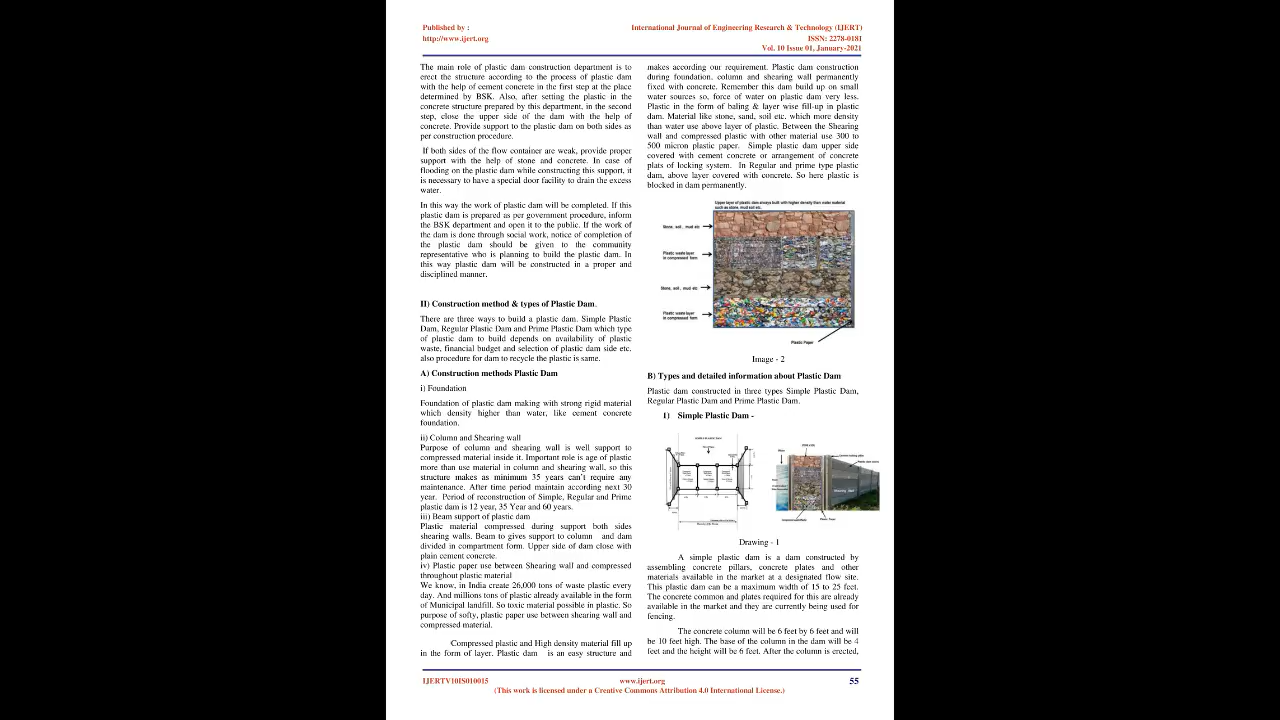 Published by :
http://www.ijert.org
International Journal of Engineering Research & Technology (IJERT)
ISSN: 2278-0181
Vol. 10 Issue 01, January-2021
The main role of plastic dam construction department is to
erect the structure according to the process of plastic dam
with the help of cement concrete in the first step at the place
determined by BSK. Also, after setting the plastic in the
concrete structure prepared by this department, in the second
step, close the upper side of the dam with the help of
concrete. Provide support to the plastic dam on both sides as
per construction procedure.
If both sides of the flow container are weak, provide proper
support with the help of stone and concrete. In case of
flooding on the plastic dam while constructing this support, it
is necessary to have a special door facility to drain the excess
water.
In this way the work of plastic dam will be completed. If this
plastic dam is prepared as per government procedure, inform
the BSK department and open it to the public. If the work of
the dam is done through social work, notice of completion of
the plastic dam should be given to the community
representative who is planning to build the plastic dam. In
this way plastic dam will be constructed in a proper and
disciplined manner.
II) Construction method & types of Plastic Dam.
There are three ways to build a plastic dam. Simple Plastic
Dam, Regular Plastic Dam and Prime Plastic Dam which type
of plastic dam to build depends on availability of plastic
waste, financial budget and selection of plastic dam side etc.
also procedure for dam to recycle the plastic is same.
A) Construction methods Plastic Dam
i) Foundation
Foundation of plastic dam making with strong rigid material
which density higher than water, like cement concrete
foundation.
ii) Column and Shearing wall
Purpose of column and shearing wall is well support to
compressed material inside it. Important role is age of plastic
more than use material in column and shearing wall, so this
structure makes as minimum 35 years can't require any
maintenance. After time period maintain according next 30
year. Period of reconstruction of Simple, Regular and Prime
plastic dam is 12 year, 35 Year and 60 years.
iii) Beam support of plastic dam
Plastic material compressed during support both sides
shearing walls. Beam to gives support to column and dam
divided in compartment form. Upper side of dam close with
plain cement concrete.
iv) Plastic paper use between Shearing wall and compressed
throughout plastic material
We know, in India create 26,000 tons of waste plastic every
day. And millions tons of plastic already available in the form
of Municipal landfill. So toxic material possible in plastic. So
purpose of softy, plastic paper use between shearing wall and
compressed material.
Compressed plastic and High density material fill up
in the form of layer. Plastic dam is an easy structure and
makes according our requirement. Plastic dam construction
during foundation. column and shearing wall permanently
fixed with concrete. Remember this dam build up on small
water sources so, force of water on plastic dam very less.
Plastic in the form of baling & layer wise fill-up in plastic
dam. Material like stone, sand, soil etc. which more density
than water use above layer of plastic. Between the Shearing
wall and compressed plastic with other material use 300 to
500 micron plastic paper. Simple plastic dam upper side
covered with cement concrete or arrangement of concrete
plats of locking system. In Regular and prime type plastic
dam, above layer covered with concrete. So here plastic is
blocked in dam permanently.
Upper layer of plastic dam always built with higher density than water material
such as stone, mud soil etc.
Stone, soil , mud etc
Plastic waste layer
in compressed form
Stone, soil , mud etc
Plastic waste layer
in compressed form
Plastic Paper
Image - 2
B) Types and detailed information about Plastic Dam
Plastic dam constructed in three types Simple Plastic Dam,
Regular Plastic Dam and Prime Plastic Dam.
1) Simple Plastic Dam -
Shearing
Plastic Paper
Drawing - 1
A simple plastic dam is a dam constructed by
assembling concrete pillars, concrete plates and other
materials available in the market at a designated flow site.
This plastic dam can be a maximum width of 15 to 25 feet.
The concrete common and plates required for this are already
available in the market and they are currently being used for
fencing.
The concrete column will be 6 feet by 6 feet and will
be 10 feet high. The base of the column in the dam will be 4
feet and the height will be 6 feet. After the column is erected,
IJERTV10IS010015
www.ijert.org
55
(This work is licensed under a Creative Commons Attribution 4.0 International License.)